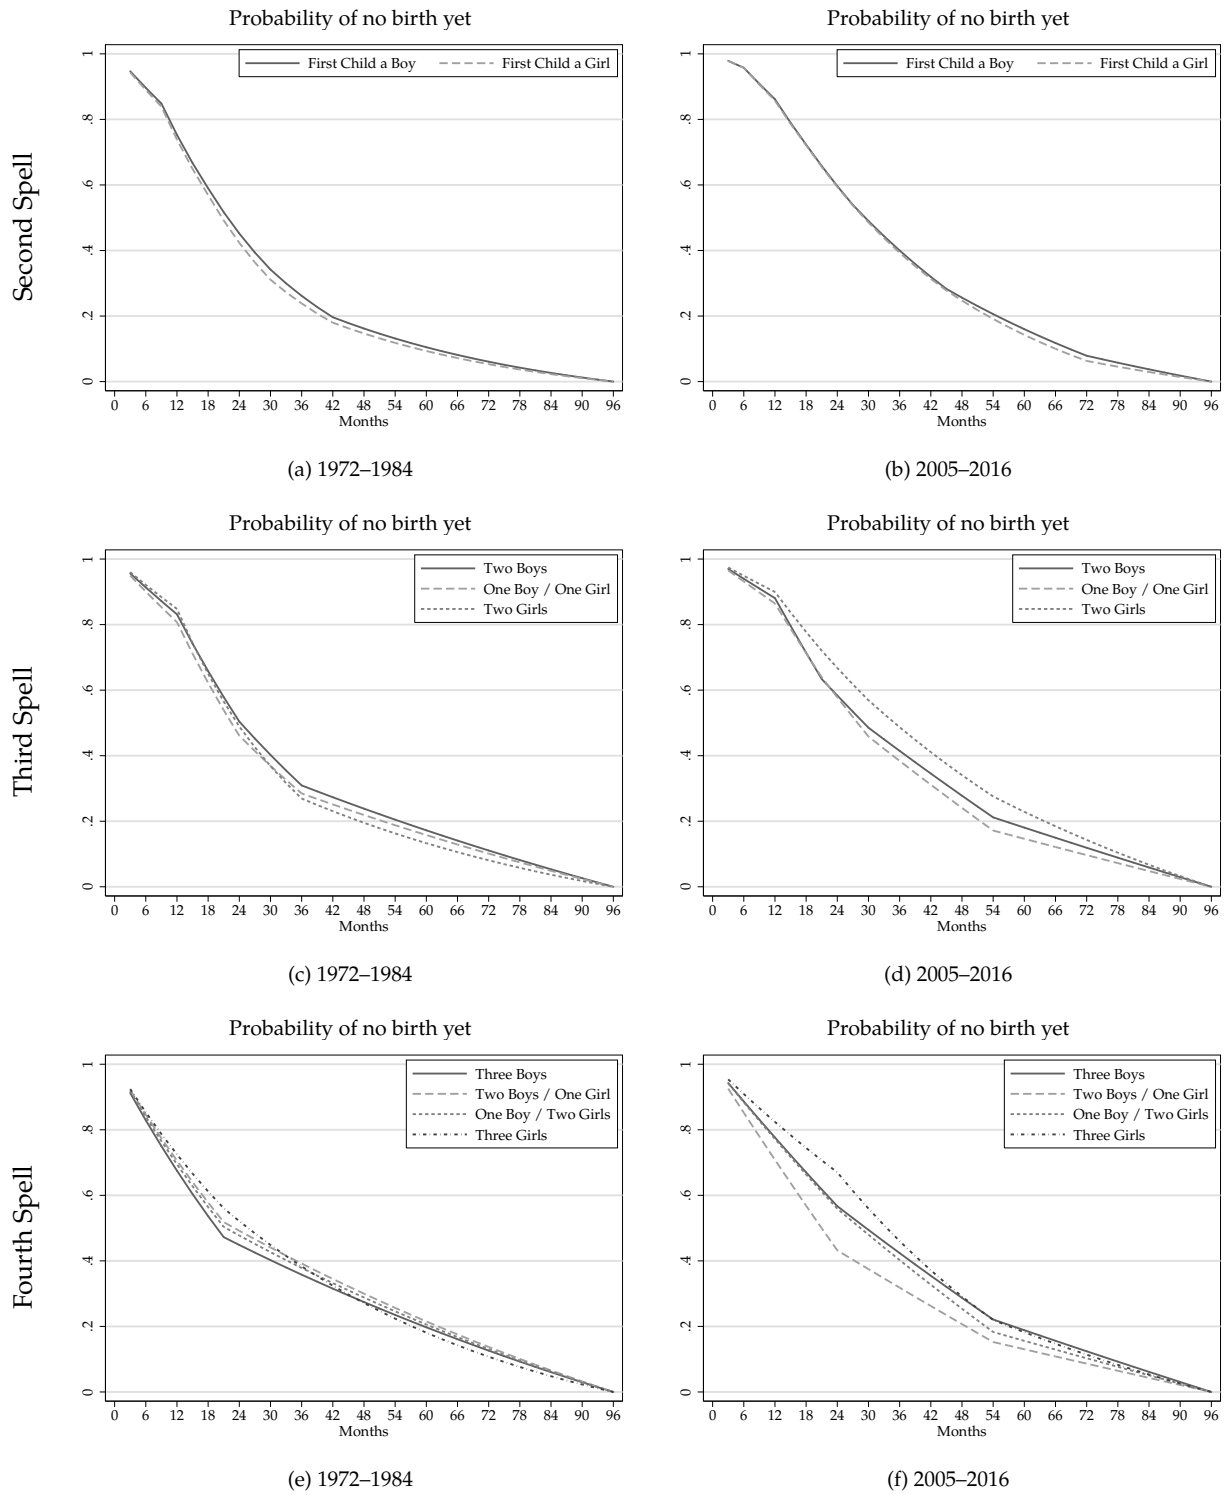 Probability of no birth yet
First Child a Boy First Child a Girl
1
.8
.6
.4
.2
0
0 6 12 18 24 30 36 42 48 54 60 66 72 78 84 90 96
Months
Second Spell
(a) 1972–1984
Probability of no birth yet
First Child a Boy First Child a Girl
1
.8
.6
.4
.2
0
0 6 12 18 24 30 36 42 48 54 60 66 72 78 84 90 96
Months
(b) 2005–2016
Probability of no birth yet
Two Boys
One Boy / One Girl
Two Girls
1
.8
.6
.4
.2
0
0 6 12 18 24 30 36 42 48 54 60 66 72 78 84 90 96
Months
Third Spell
(c) 1972–1984
Probability of no birth yet
Two Boys
One Boy / One Girl
Two Girls
1
.8
.6
.4
.2
0
0 6 12 18 24 30 36 42 48 54 60 66 72 78 84 90 96
Months
(d) 2005–2016
Probability of no birth yet
Three Boys
Two Boys / One Girl
One Boy / Two Girls
Three Girls
1
.8
.6
.4
.2
0
0 6 12 18 24 30 36 42 48 54 60 66 72 78 84 90 96
Months
Fourth Spell
(e) 1972–1984
Probability of no birth yet
Three Boys
Two Boys / One Girl
One Boy / Two Girls
Three Girls
1
.8
.6
.4
.2
0
0 6 12 18 24 30 36 42 48 54 60 66 72 78 84 90 96
Months
(f) 2005–2016